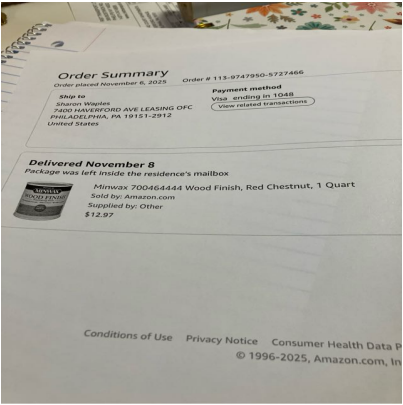 Order Summary
Order placed November 6, 2025 Order # 113-9747950-5727466
Ship to
Sharon Waples
7400 HAVERFORD AVE LEASING OFC
PHILADELPHIA, PA 19151-2912
United States
Payment method
Visa ending in 1048
View related transactions
Delivered November 8
Package was left inside the residence's mailbox
MINWAX
WOOD FINISH
Minwax 700464444 Wood Finish, Red Chestnut, 1 Quart
Sold by: Amazon.com
Supplied by: Other
$12.97
Conditions of Use Privacy Notice Consumer Health Data P
© 1996-2025, Amazon.com, In